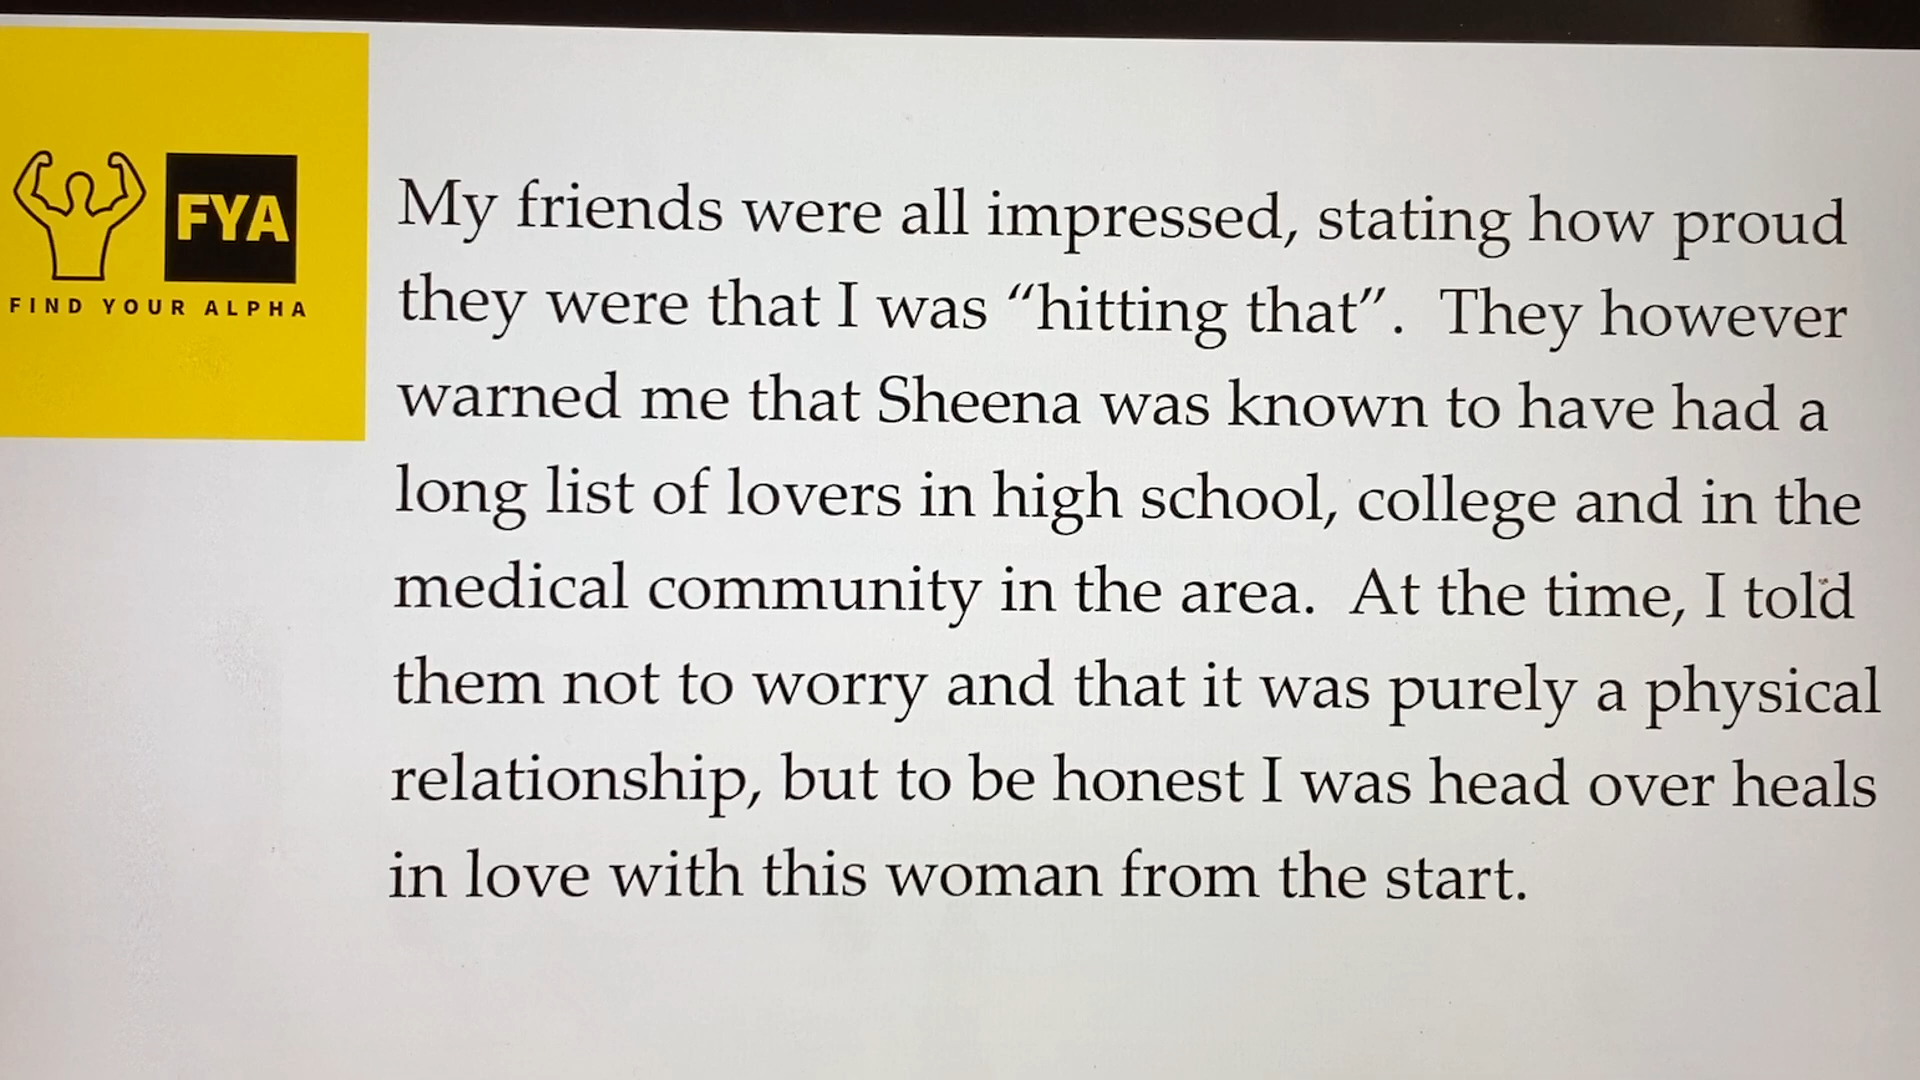 FYA
FIND YOUR ALPHA
My friends were all impressed, stating how proud
they were that I was “hitting that”.  They however
warned me that Sheena was known to have had a
long list of lovers in high school, college and in the
medical community in the area.  At the time, I told
them not to worry and that it was purely a physical
relationship, but to be honest I was head over heals
in love with this woman from the start.